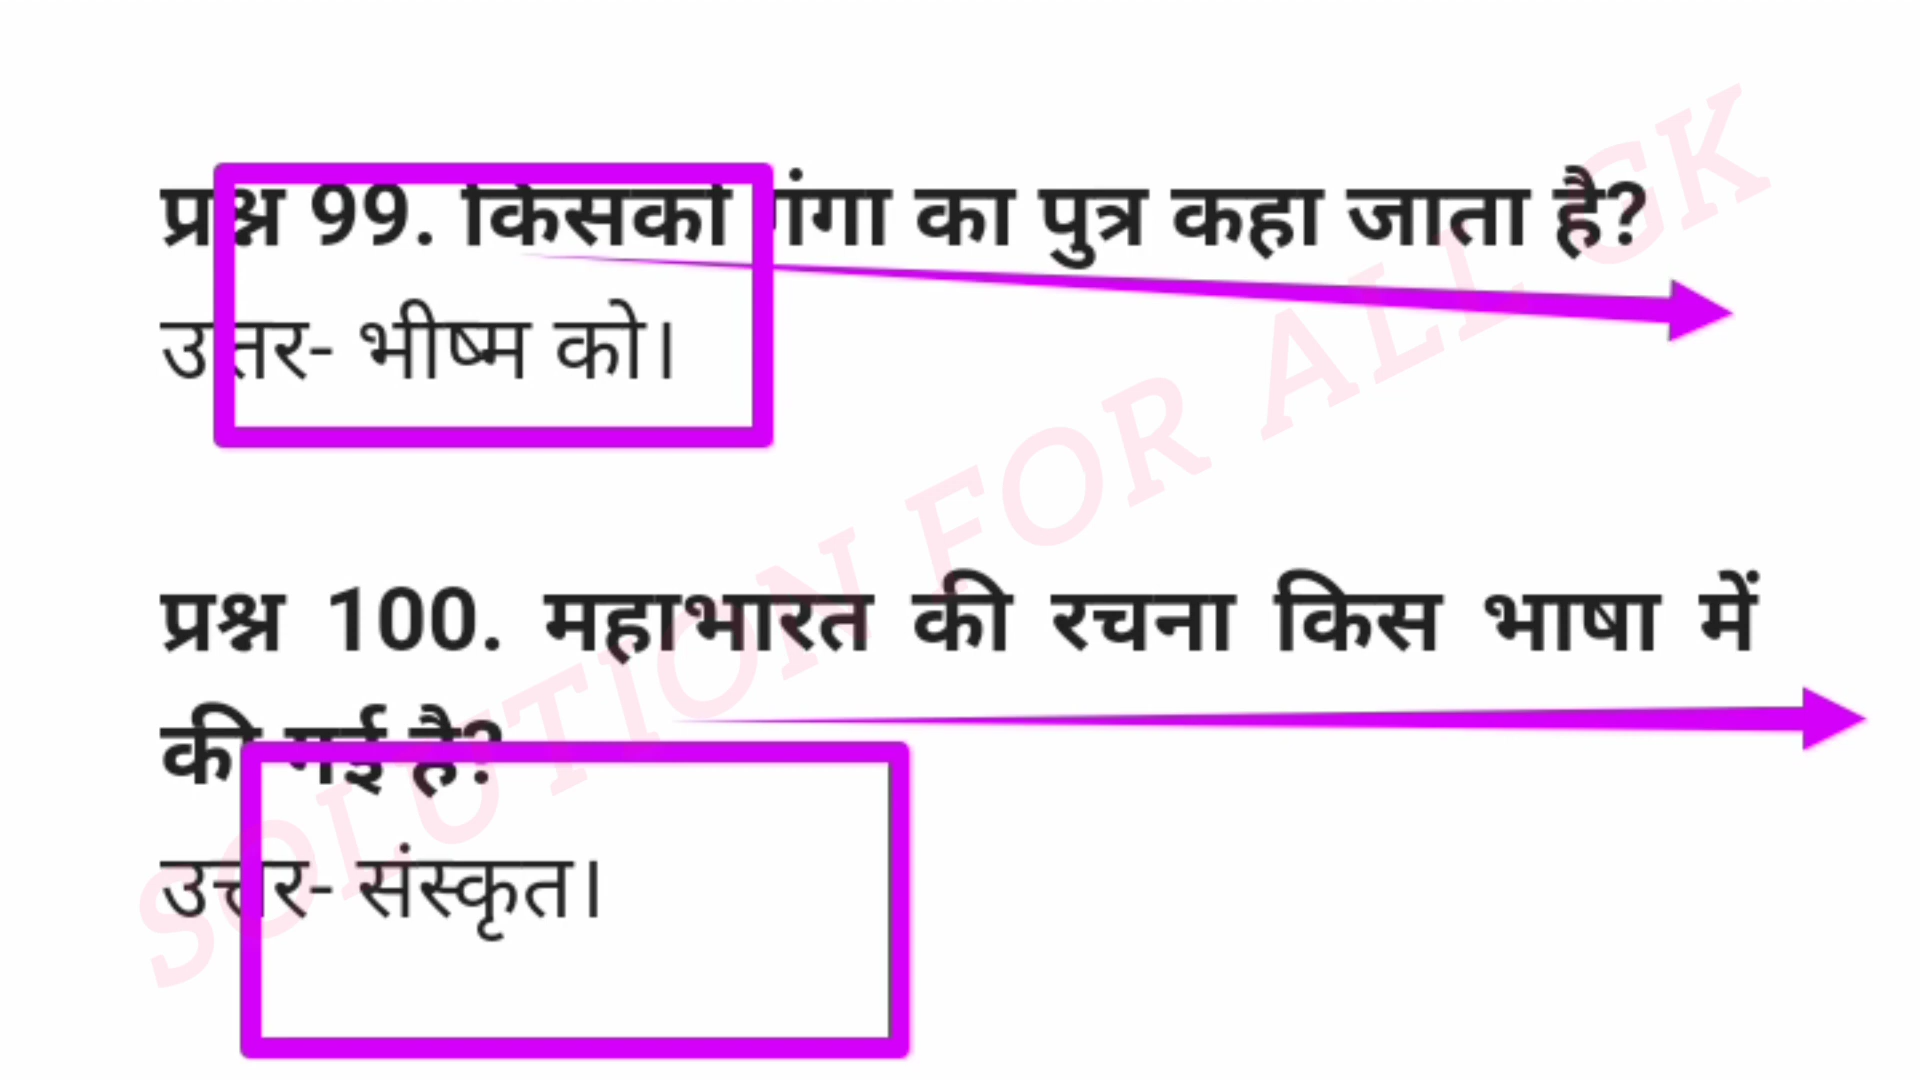 प्रश्न 99. किसको गंगा का पुत्र कहा जाता है?
उत्तर- भीष्म को।
प्रश्न 100. महाभारत की रचना किस भाषा में
की गई है?
उत्तर- संस्कृत।
SOLUTION FOR ALL GK